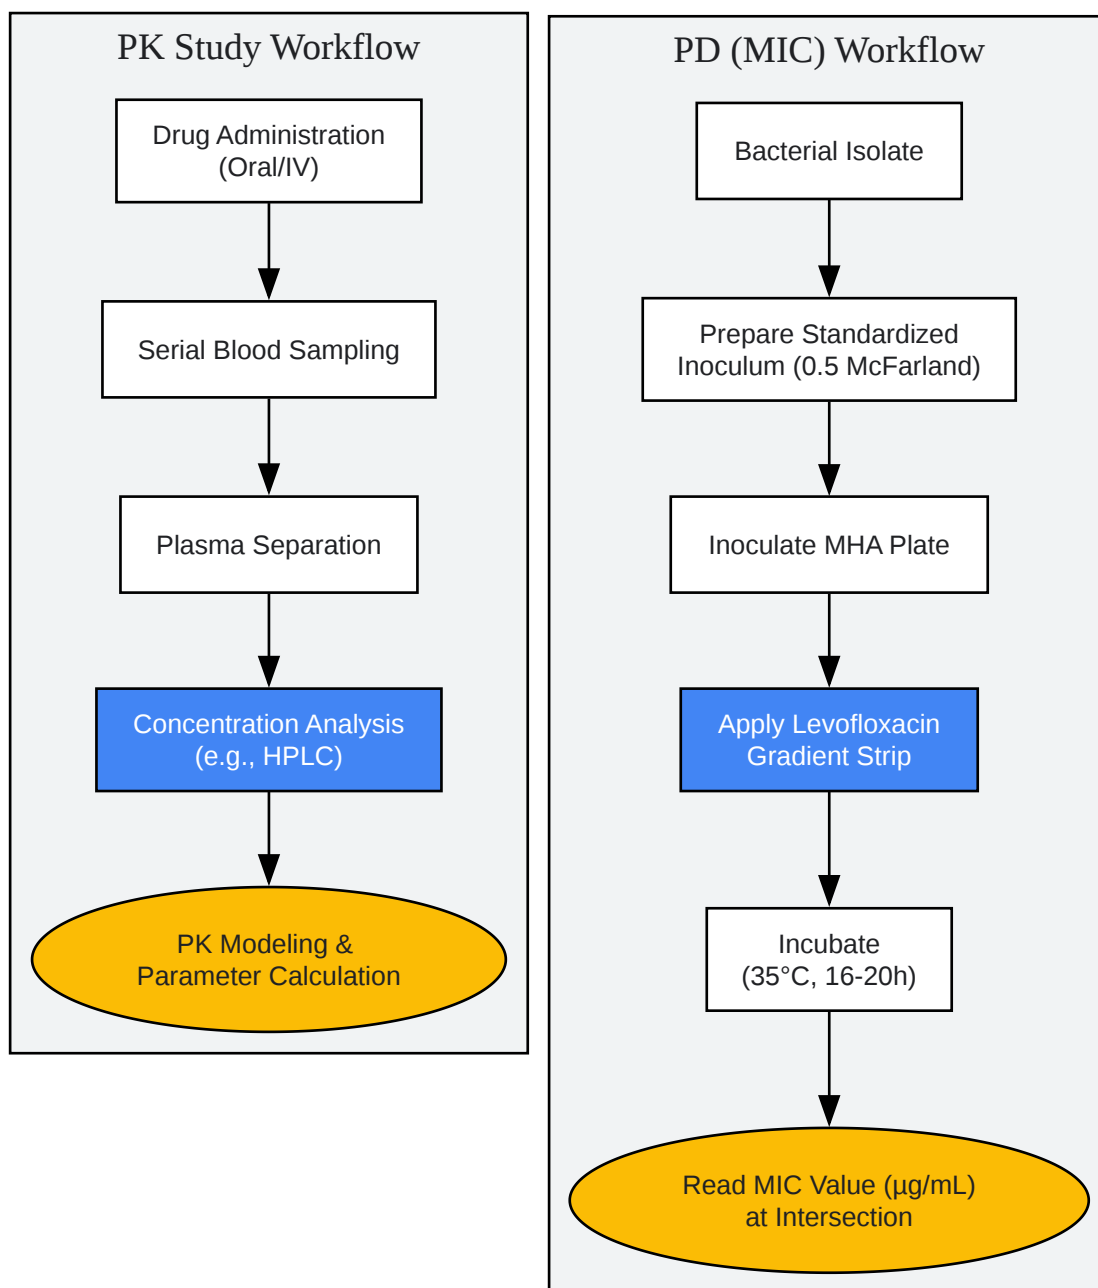 PK Study Workflow
Drug Administration
(Oral/IV)
Serial Blood Sampling
Plasma Separation
Concentration Analysis
(e.g., HPLC)
PK Modeling &
Parameter Calculation
PD (MIC) Workflow
Bacterial Isolate
Prepare Standardized
Inoculum (0.5 McFarland)
Inoculate MHA Plate
Apply Levofloxacin
Gradient Strip
Incubate
(35°C, 16-20h)
Read MIC Value (µg/mL)
at Intersection